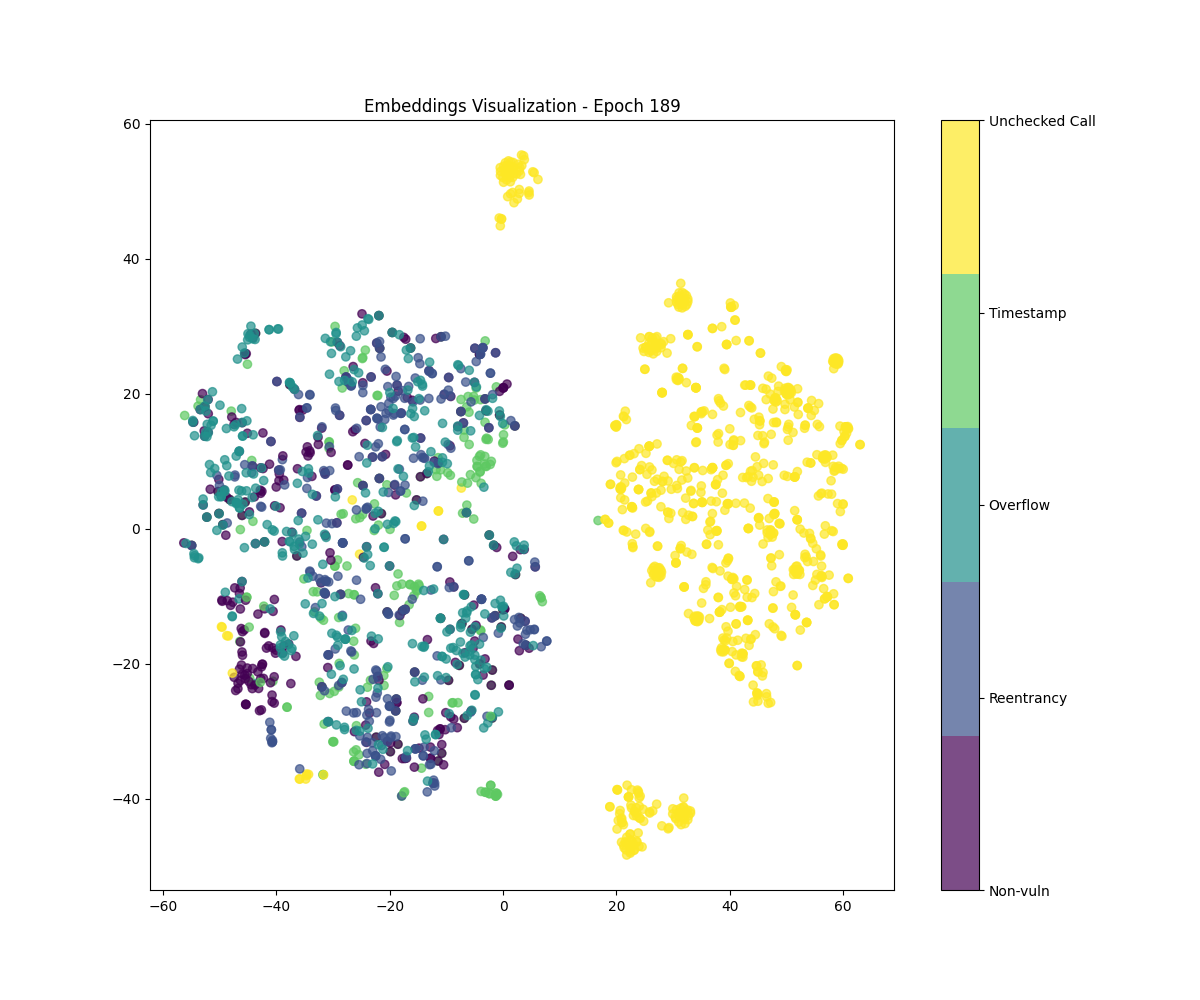 Embeddings Visualization - Epoch 189
60
40
20
0
−20
−40
−60
−40
−20
0
20
40
60
Unchecked Call
Timestamp
Overflow
Reentrancy
Non-vuln